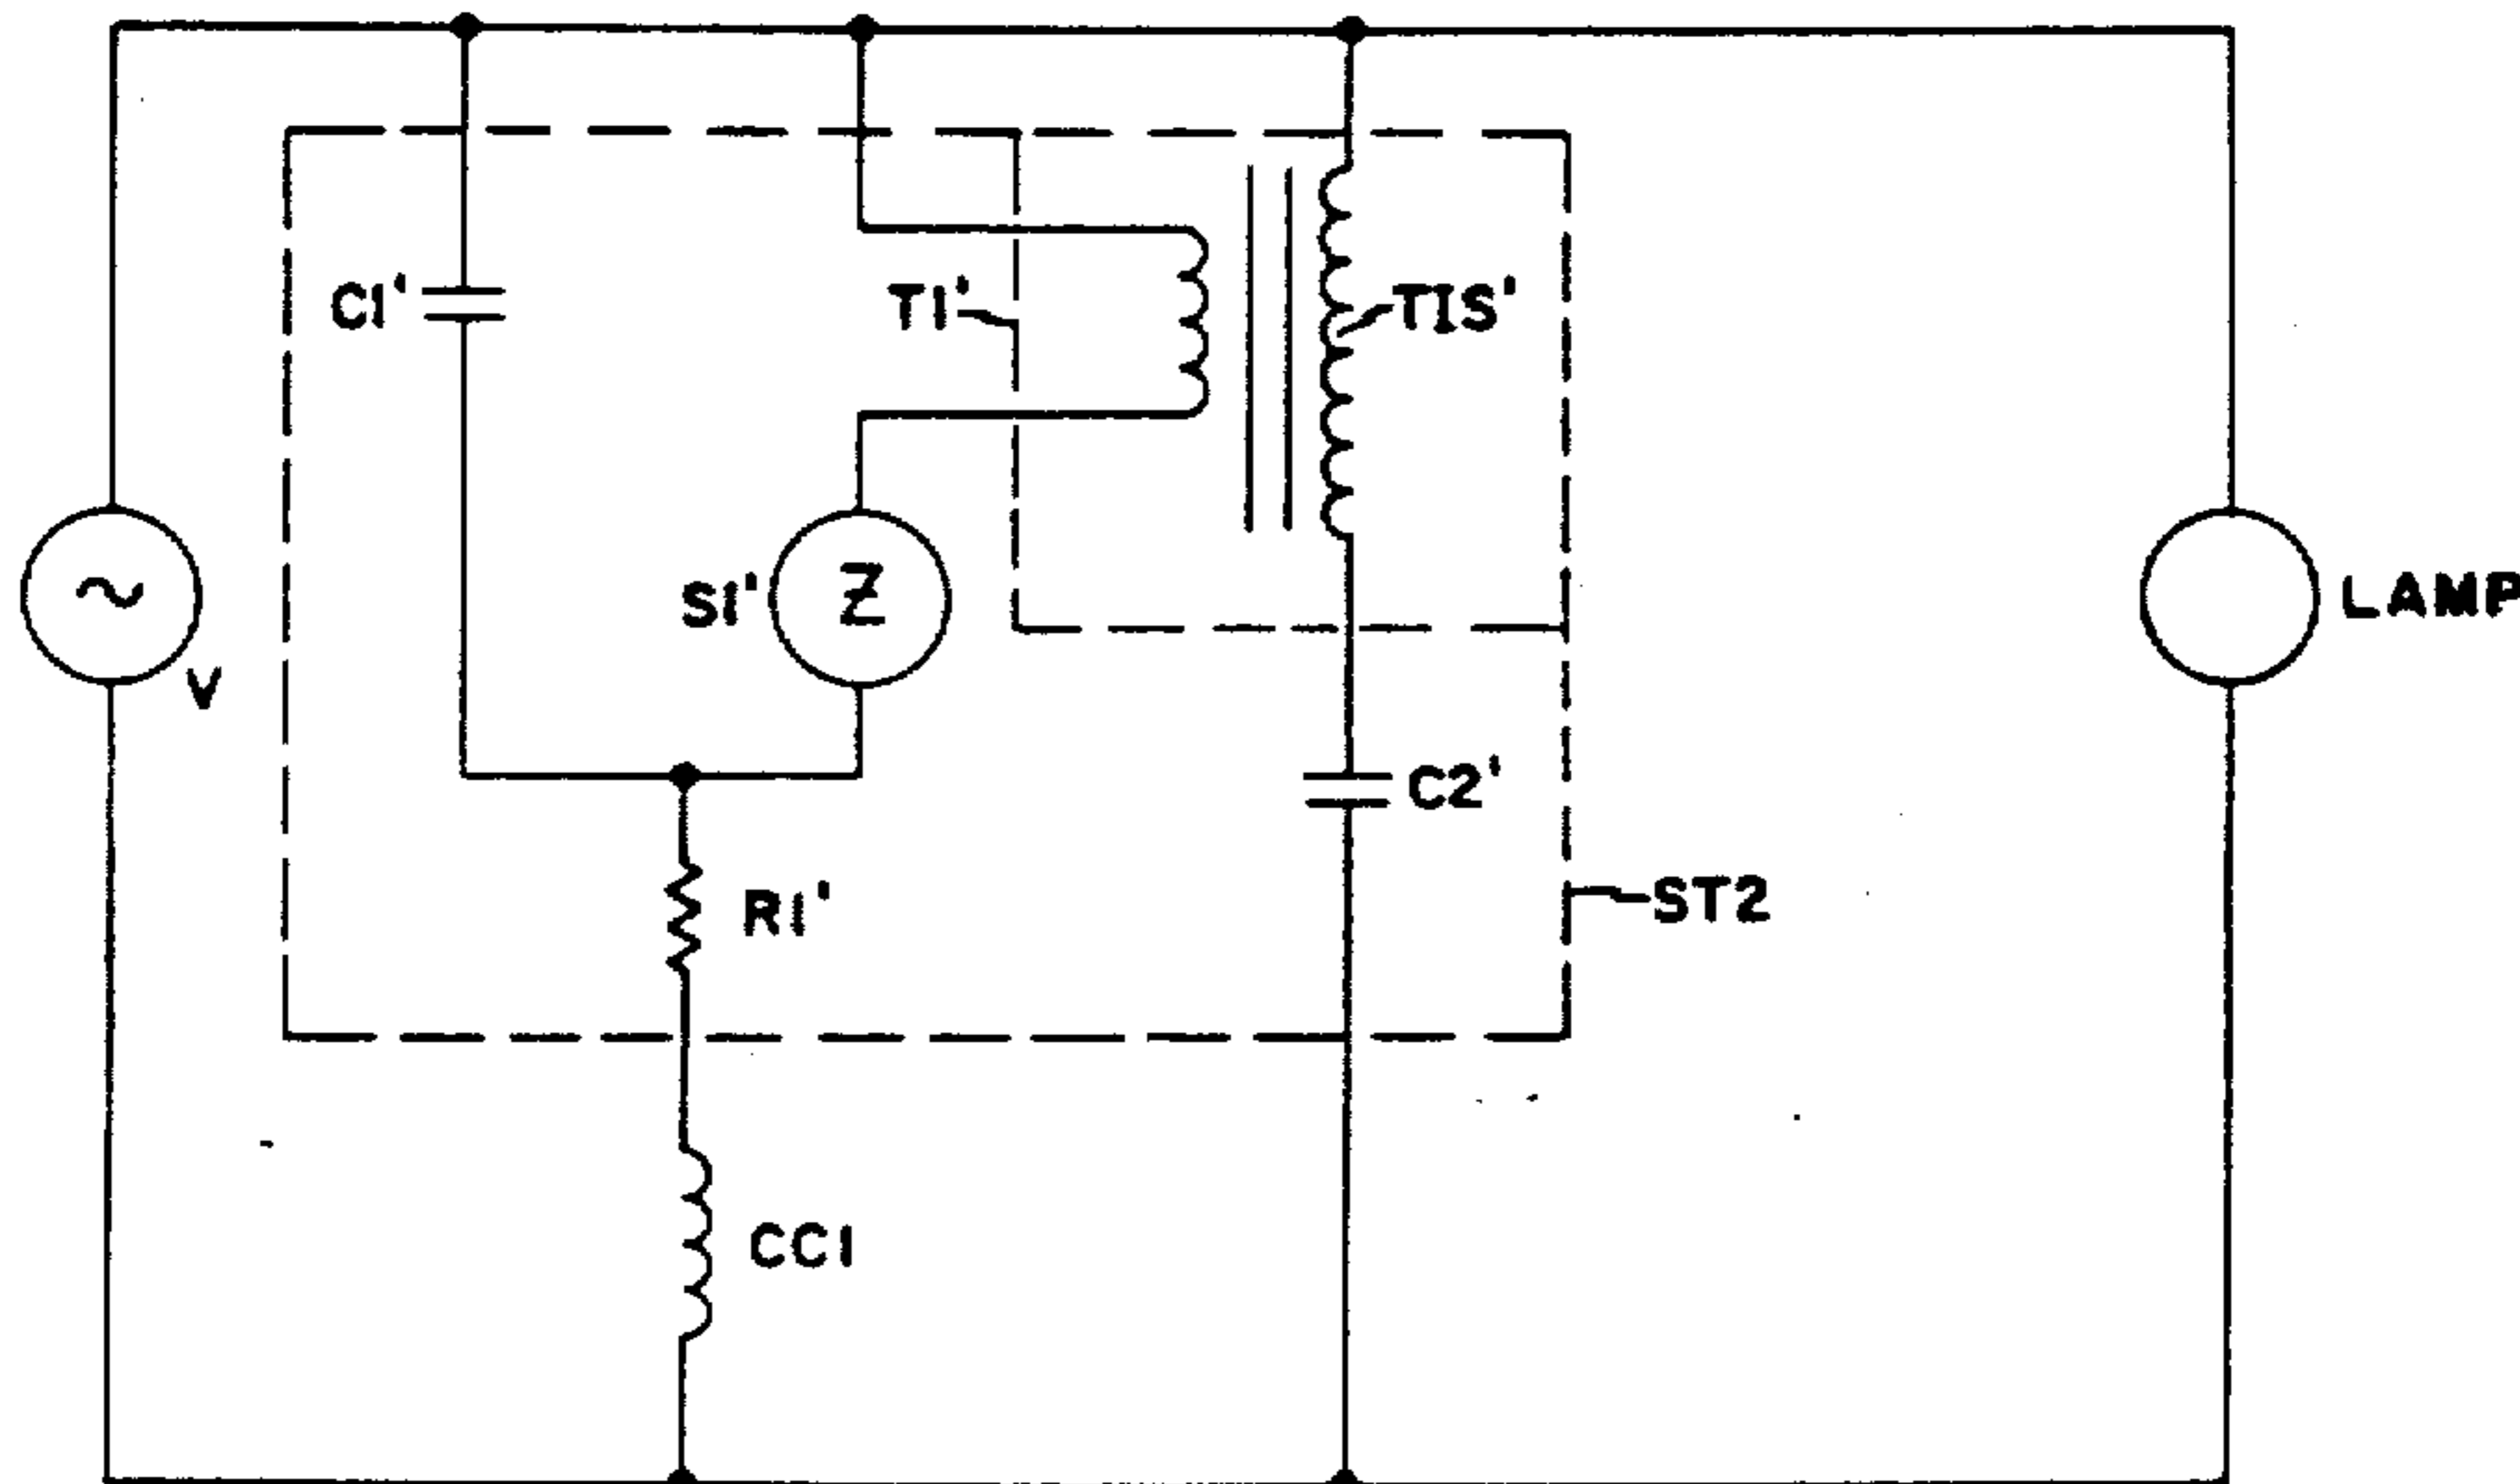 C1'
T1'
T1S'
S1'
Z
LAMP
V
C2'
R1'
ST2
CC1